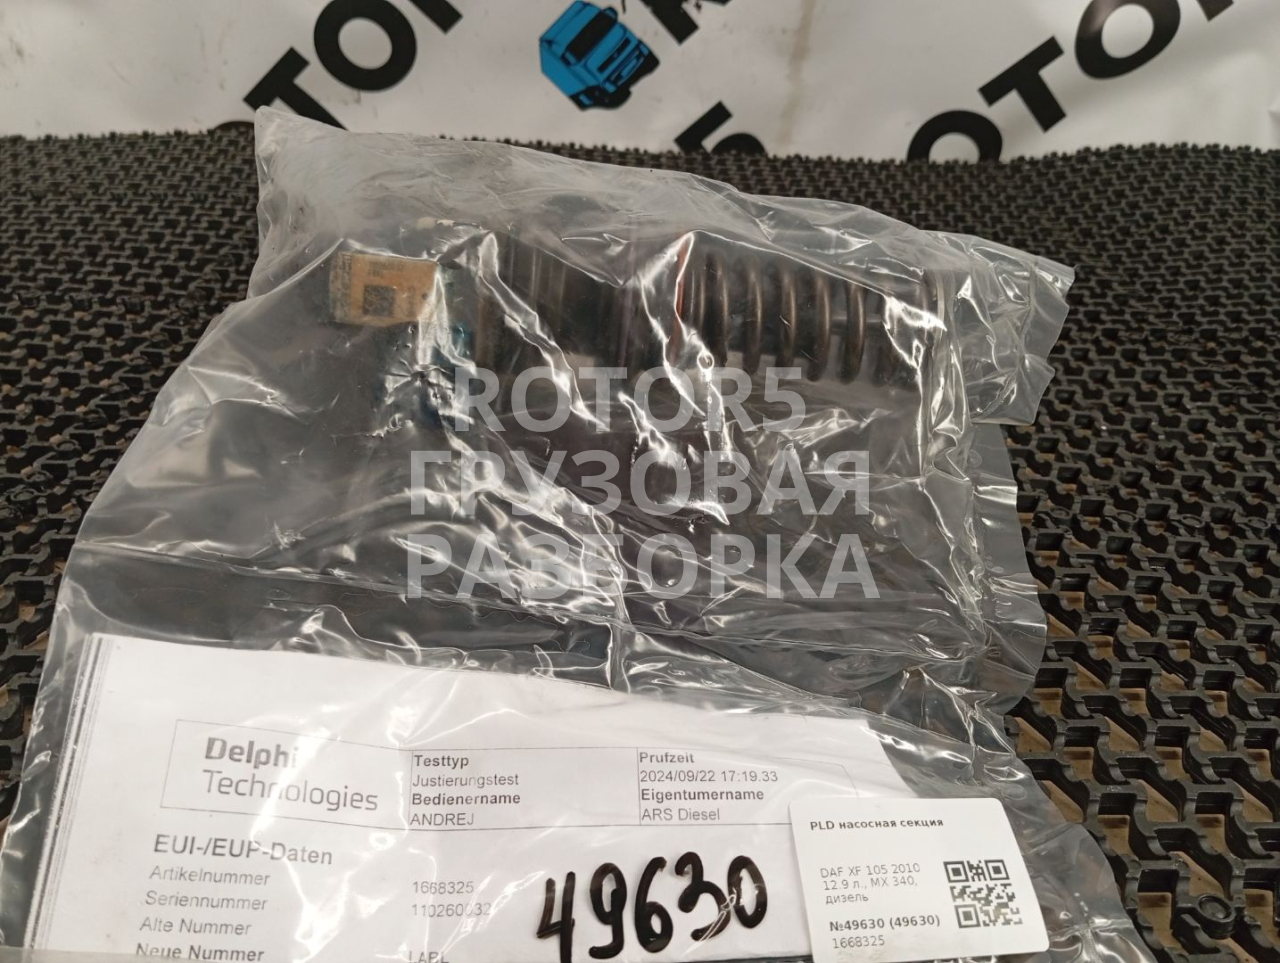 ROTOR5
ГРУЗОВАЯ
РАЗБОРКА
Delphi
Technologies
Testtyp
Justierungstest
Bedienername
ANDREJ
Prufzeit
2024/09/22 17:19.33
Eigentumername
ARS Diesel
EUI-/EUP-Daten
Artikelnummer 1668325
Seriennummer 110260032
Alte Nummer
Neue Nummer
49630
PLD насосная секция
DAF XF 105 2010
12.9 л., MX 340,
дизель
№49630 (49630)
1668325